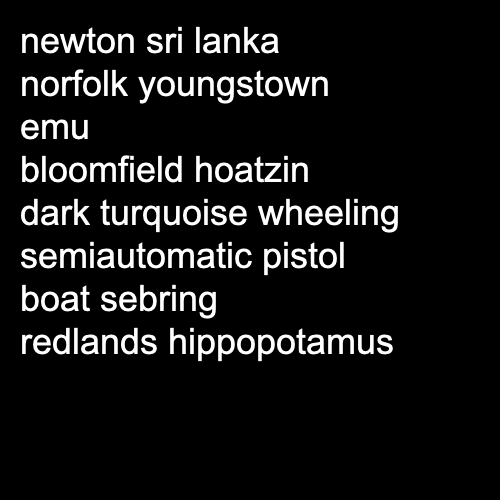 newton sri lanka
norfolk youngstown
emu
bloomfield hoatzin
dark turquoise wheeling
semiautomatic pistol
boat sebring
redlands hippopotamus